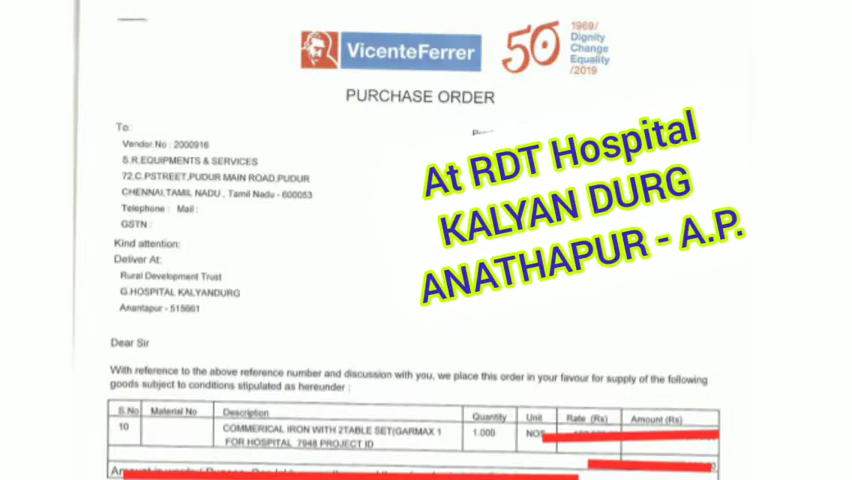 VicenteFerrer
50
1969/
Dignity
Change
Equality
/2019
PURCHASE ORDER
To:
Vendor.No : 2000916
S.R.EQUIPMENTS & SERVICES
72,C.PSTREET,PUDUR MAIN ROAD,PUDUR
CHENNAI,TAMIL NADU , Tamil Nadu - 600053
Telephone : Mail :
GSTN :
Kind attention:
Deliver At:
Rural Development Trust
G.HOSPITAL KALYANDURG
Anantapur - 515661
At RDT Hospital
KALYAN DURG
ANATHAPUR - A.P.
Dear Sir
With reference to the above reference number and discussion with you, we place this order in your favour for supply of the following
goods subject to conditions stipulated as hereunder :
S.No Material No Description Quantity Unit Rate (Rs) Amount (Rs)
10 COMMERICAL IRON WITH 2TABLE SET(GARMAX 1 1.000 NOS
FOR HOSPITAL 7948 PROJECT ID